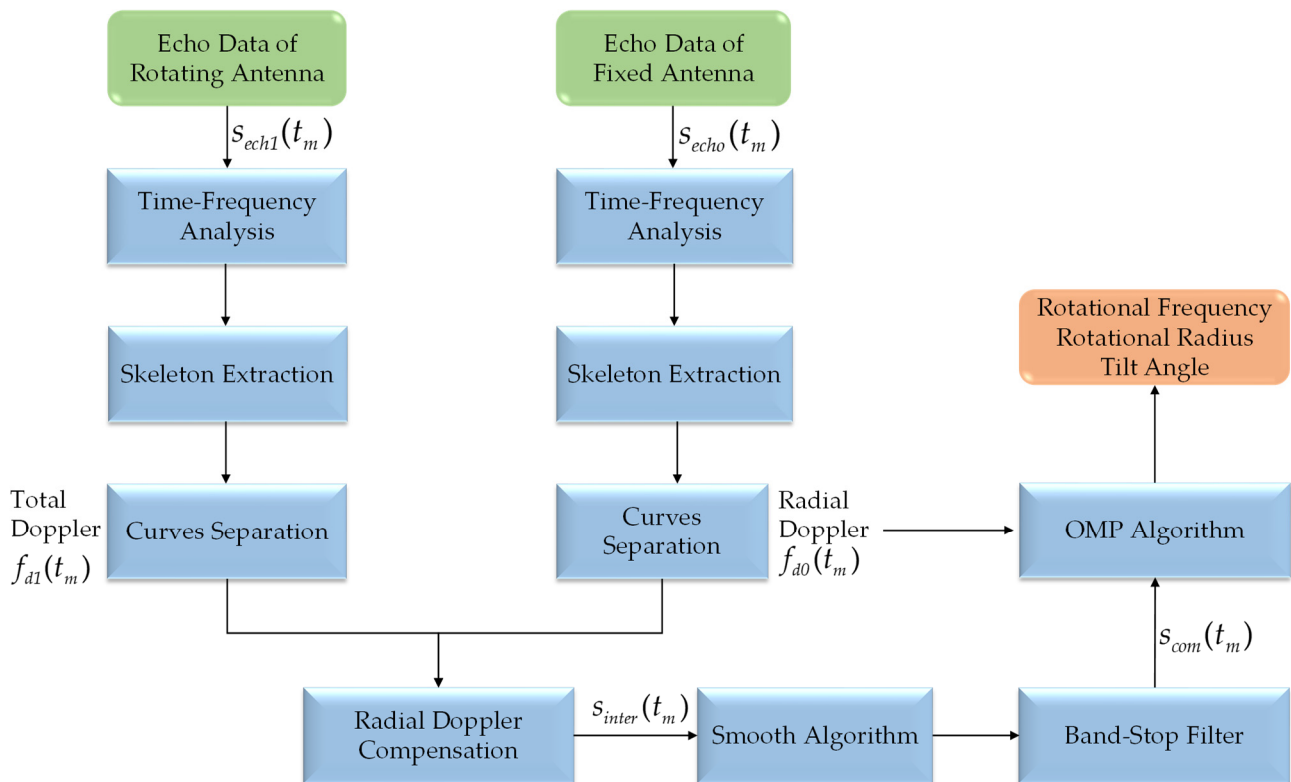 Echo Data of
Rotating Antenna
Echo Data of
Fixed Antenna
s_ech1(t_m)
s_echo(t_m)
Time-Frequency
Analysis
Time-Frequency
Analysis
Skeleton Extraction
Skeleton Extraction
Rotational Frequency
Rotational Radius
Tilt Angle
Total
Doppler
f_d1(t_m)
Curves Separation
Curves
Separation
Radial
Doppler
f_d0(t_m)
OMP Algorithm
s_com(t_m)
Radial Doppler
Compensation
s_inter(t_m)
Smooth Algorithm
Band-Stop Filter